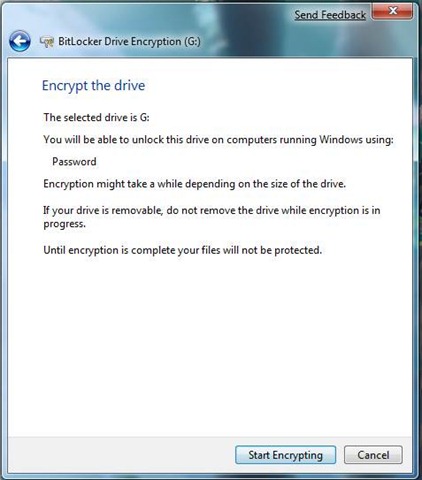 Send Feedback
BitLocker Drive Encryption (G:)
Encrypt the drive
The selected drive is G:
You will be able to unlock this drive on computers running Windows using:
Password
Encryption might take a while depending on the size of the drive.
If your drive is removable, do not remove the drive while encryption is in
progress.
Until encryption is complete your files will not be protected.
Start Encrypting
Cancel